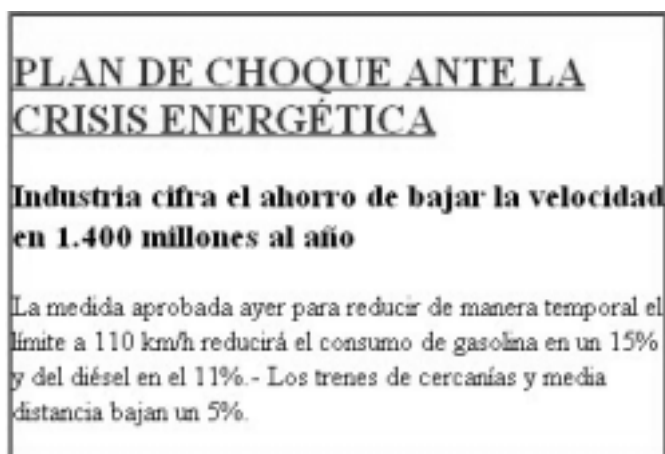 PLAN DE CHOQUE ANTE LA
CRISIS ENERGÉTICA
Industria cifra el ahorro de bajar la velocidad
en 1.400 millones al año
La medida aprobada ayer para reducir de manera temporal el
límite a 110 km/h reducirá el consumo de gasolina en un 15%
y del diésel en el 11%.- Los trenes de cercanías y media
distancia bajan un 5%.